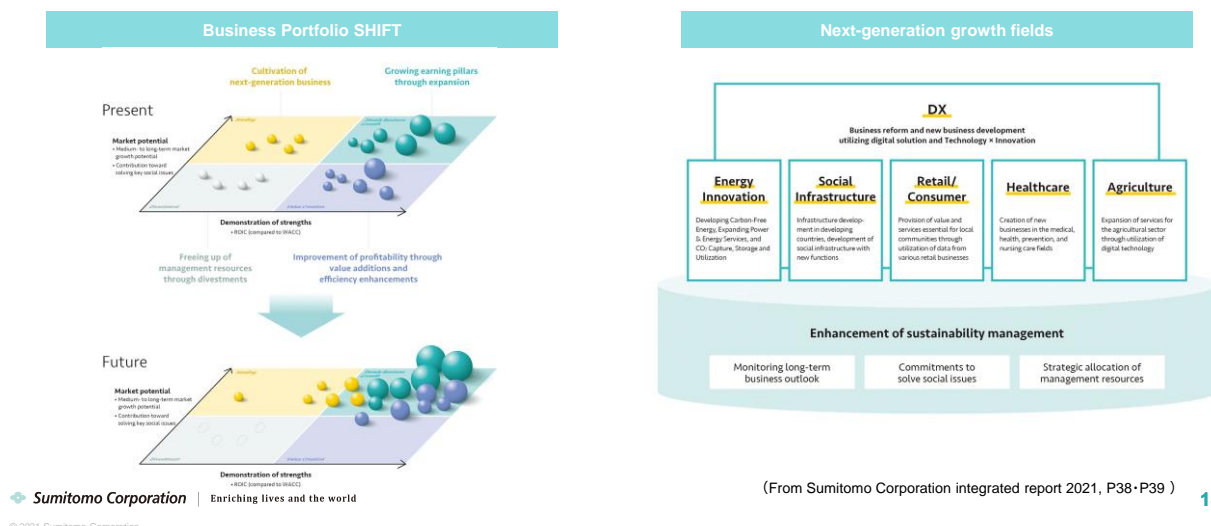 Business Portfolio SHIFT
Cultivation of
next-generation business
Growing earning pillars
through expansion
Present
Market potential
• Medium- to long-term market
growth potential
• Contribution toward
solving key social issues
Demonstration of strengths
• ROIC (compared to WACC)
Freeing up of
management resources
through divestments
Improvement of profitability through
value additions and
efficiency enhancements
Future
Market potential
• Medium- to long-term market
growth potential
• Contribution toward
solving key social issues
Demonstration of strengths
• ROIC (compared to WACC)
Next-generation growth fields
DX
Business reform and new business development
utilizing digital solution and Technology × Innovation
Energy
Innovation
Developing Carbon-Free
Energy, Expanding Power
& Energy Services, and
CO₂ Capture, Storage and
Utilization
Social
Infrastructure
Infrastructure develop-
ment in developing
countries, development of
social infrastructure with
new functions
Retail/
Consumer
Provision of value and
services essential for local
communities through
utilization of data from
various retail businesses
Healthcare
Creation of new
businesses in the medical,
health, prevention, and
nursing care fields
Agriculture
Expansion of services for
the agricultural sector
through utilization of
digital technology
Enhancement of sustainability management
Monitoring long-term
business outlook
Commitments to
solve social issues
Strategic allocation of
management resources
(From Sumitomo Corporation integrated report 2021, P38・P39 )
Sumitomo Corporation | Enriching lives and the world
1
© 2021 Sumitomo Corporation